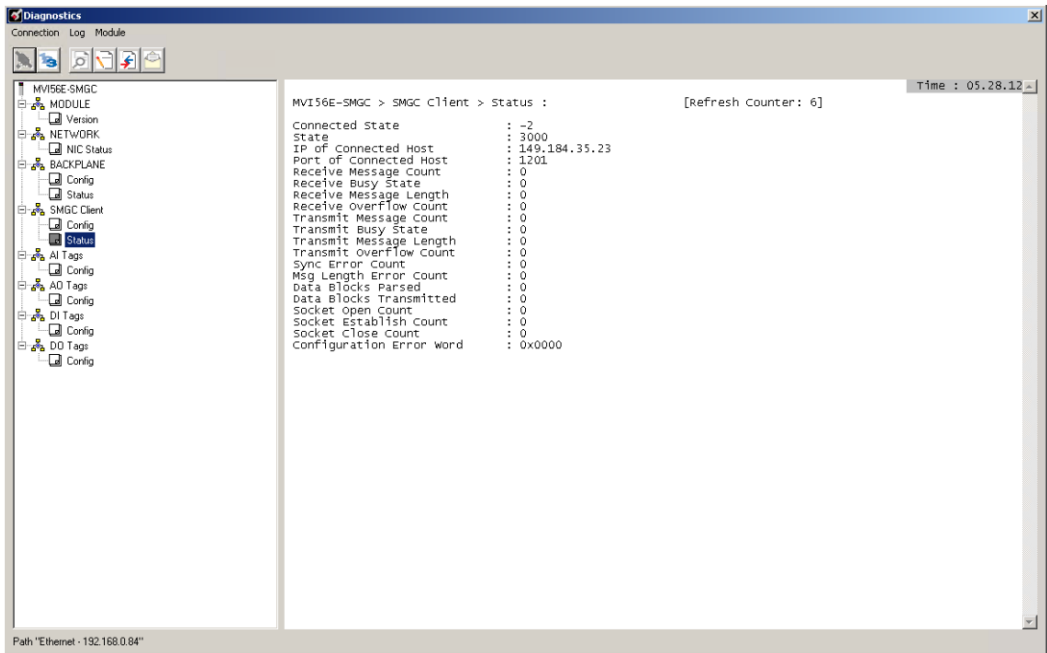 Diagnostics
Connection Log Module
MVI56E-SMGC
MODULE
Version
NETWORK
NIC Status
BACKPLANE
Config
Status
SMGC Client
Config
Status
AI Tags
Config
AO Tags
Config
DI Tags
Config
DO Tags
Config
Time : 05.28.12
MVI56E-SMGC > SMGC Client > Status : [Refresh Counter: 6]
Connected State : -2
State : 3000
IP of Connected Host : 149.184.35.23
Port of Connected Host : 1201
Receive Message Count : 0
Receive Busy State : 0
Receive Message Length : 0
Receive Overflow Count : 0
Transmit Message Count : 0
Transmit Busy State : 0
Transmit Message Length : 0
Transmit Overflow Count : 0
Sync Error Count : 0
Msg Length Error Count : 0
Data Blocks Parsed : 0
Data Blocks Transmitted : 0
Socket Open Count : 0
Socket Establish Count : 0
Socket Close Count : 0
Configuration Error Word : 0x0000
Path "Ethernet - 192.168.0.84"